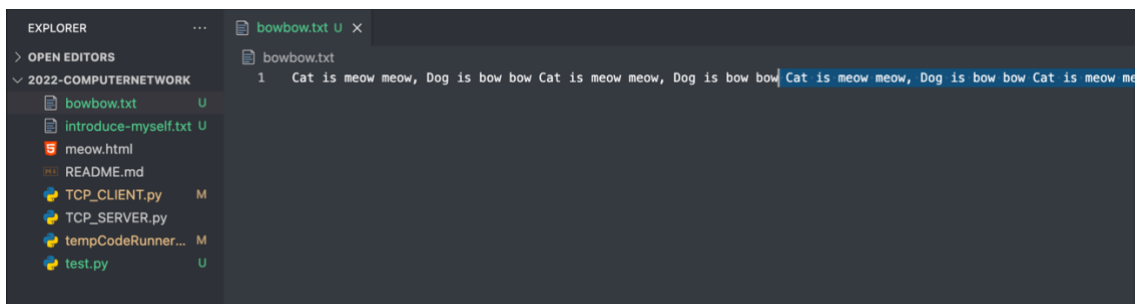 EXPLORER ...
bowbow.txt U ×
> OPEN EDITORS
bowbow.txt
2022-COMPUTERNETWORK
1 Cat is meow meow, Dog is bow bow Cat is meow meow, Dog is bow bow Cat is meow meow, Dog is bow bow Cat is meow me
bowbow.txt U
introduce-myself.txt U
meow.html
README.md
TCP_CLIENT.py M
TCP_SERVER.py
tempCodeRunner... M
test.py U